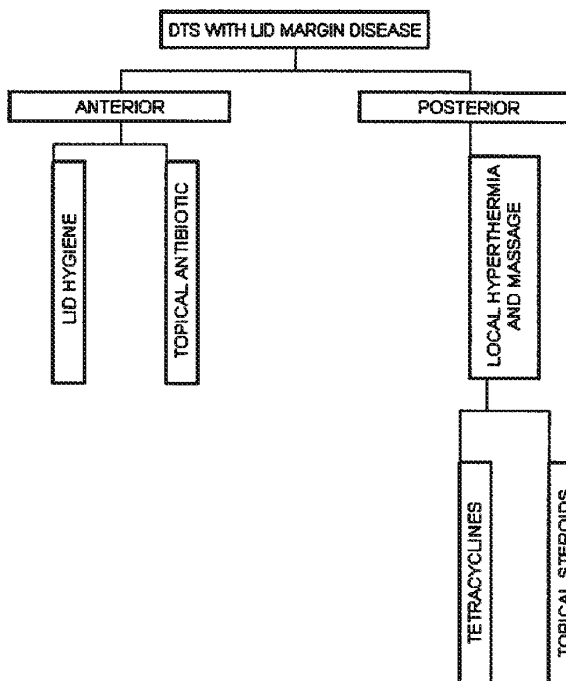 DTS WITH LID MARGIN DISEASE
ANTERIOR
POSTERIOR
LID HYGIENE
TOPICAL ANTIBIOTIC
LOCAL HYPERTHERMIA
AND MASSAGE
TETRACYCLINES
TOPICAL STEROIDS